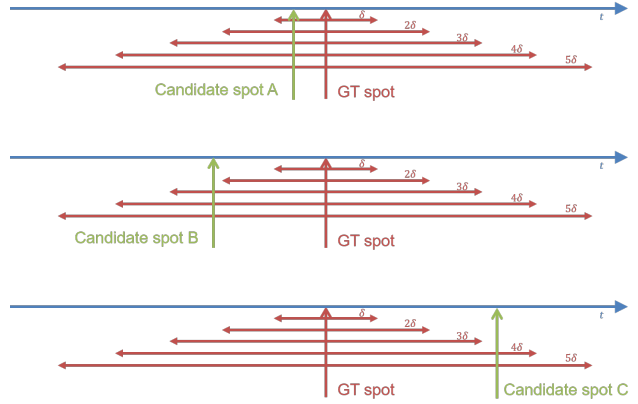 t
δ
2δ
3δ
4δ
5δ
Candidate spot A
GT spot
t
δ
2δ
3δ
4δ
5δ
Candidate spot B
GT spot
t
δ
2δ
3δ
4δ
5δ
GT spot
Candidate spot C